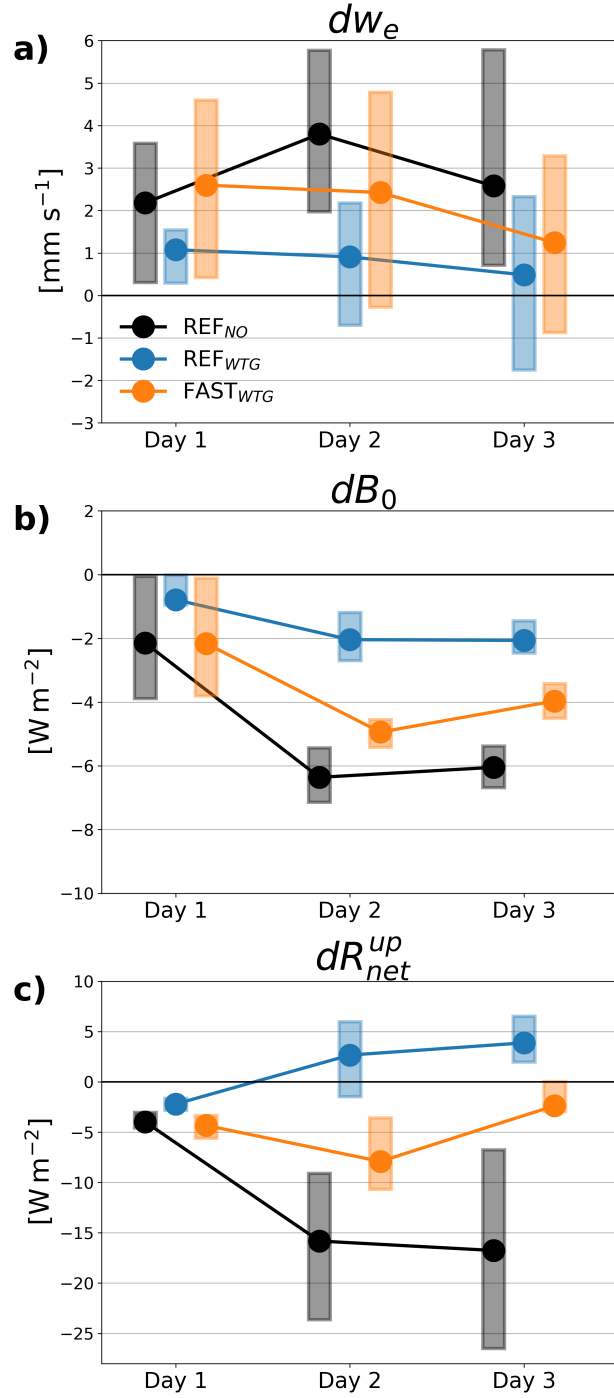 dw_e
a)
6
5
4
3
2
1
0
−1
−2
−3
[mm s⁻¹]
REF_NO
REF_WTG
FAST_WTG
Day 1 Day 2 Day 3
dB_0
b)
2
0
−2
−4
−6
−8
−10
[W m⁻²]
Day 1 Day 2 Day 3
dR_net^up
c)
10
5
0
−5
−10
−15
−20
−25
[W m⁻²]
Day 1 Day 2 Day 3